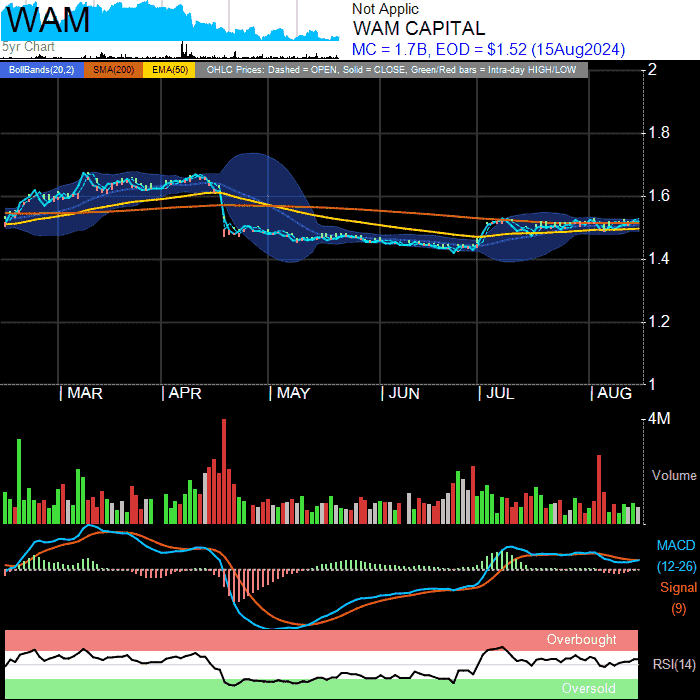 WAM
5yr Chart
Not Applic
WAM CAPITAL
MC = 1.7B, EOD = $1.52 (15Aug2024)
BollBands(20,2) SMA(200) EMA(50) OHLC Prices: Dashed = OPEN, Solid = CLOSE, Green/Red bars = Intra-day HIGH/LOW
2
1.8
1.6
1.4
1.2
1
| MAR | APR | MAY | JUN | JUL | AUG
4M
Volume
MACD
(12-26)
Signal
(9)
Overbought
RSI(14)
Oversold